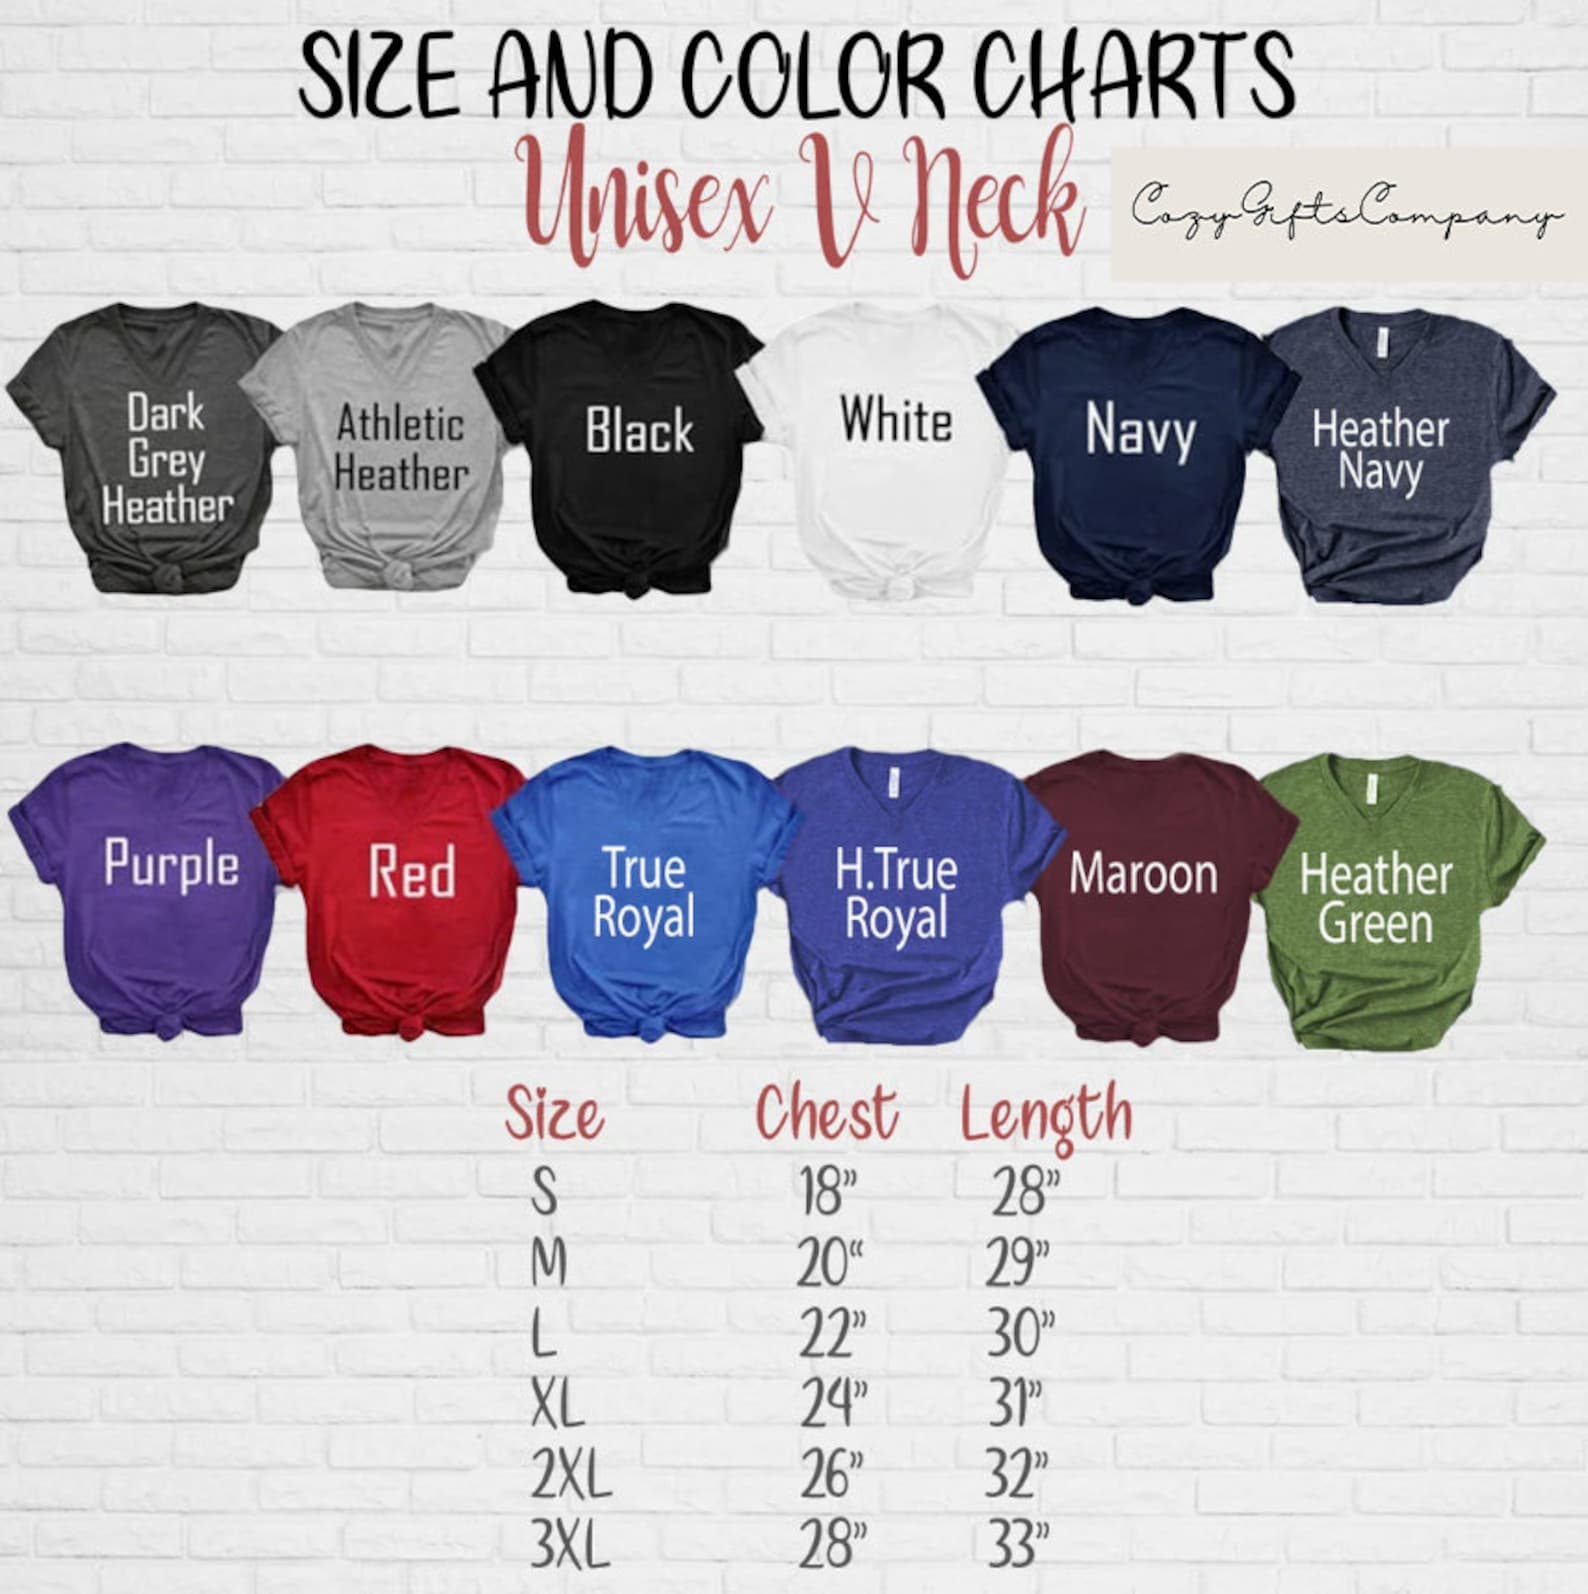 SIZE AND COLOR CHARTS
Unisex V Neck
CozyGiftsCompany
Dark
Grey
Heather
Athletic
Heather
Black
White
Navy
Heather
Navy
Purple
Red
True
Royal
H.True
Royal
Maroon
Heather
Green
Size Chest Length
S 18” 28”
M 20“ 29”
L 22” 30”
XL 24” 31”
2XL 26” 32”
3XL 28” 33”